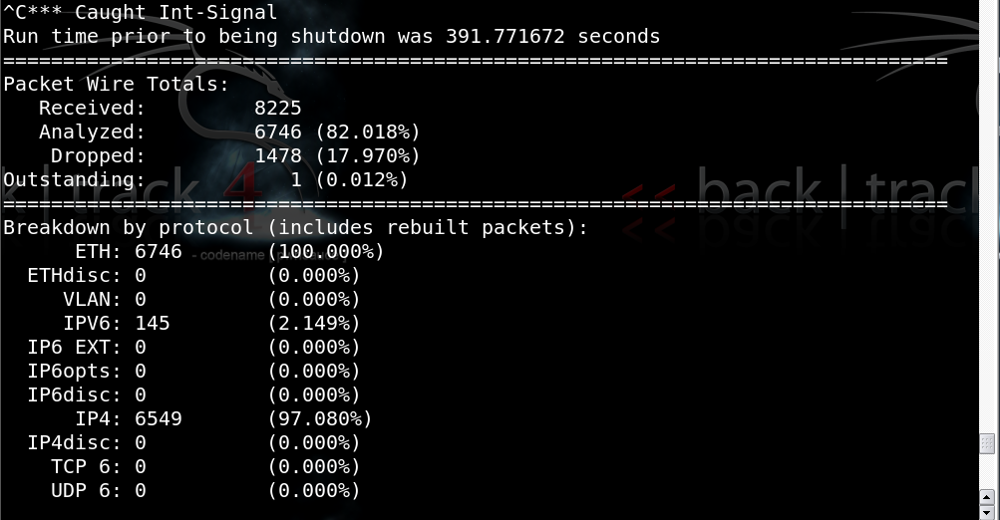 ^C*** Caught Int-Signal
Run time prior to being shutdown was 391.771672 seconds
===============================================================================
Packet Wire Totals:
   Received:         8225
   Analyzed:         6746 (82.018%)
    Dropped:         1478 (17.970%)
Outstanding:            1 (0.012%)
===============================================================================
Breakdown by protocol (includes rebuilt packets):
      ETH: 6746       (100.000%)
  ETHdisc: 0          (0.000%)
     VLAN: 0          (0.000%)
     IPV6: 145        (2.149%)
  IP6 EXT: 0          (0.000%)
  IP6opts: 0          (0.000%)
  IP6disc: 0          (0.000%)
      IP4: 6549       (97.080%)
  IP4disc: 0          (0.000%)
    TCP 6: 0          (0.000%)
    UDP 6: 0          (0.000%)
k | track 4
<< back | track
- codename [